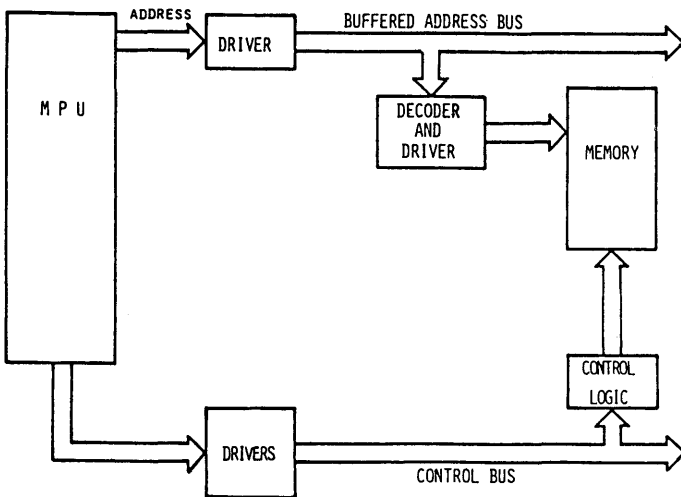 ADDRESS
BUFFERED ADDRESS BUS
DRIVER
M P U
DECODER
AND
DRIVER
MEMORY
CONTROL
LOGIC
DRIVERS
CONTROL BUS